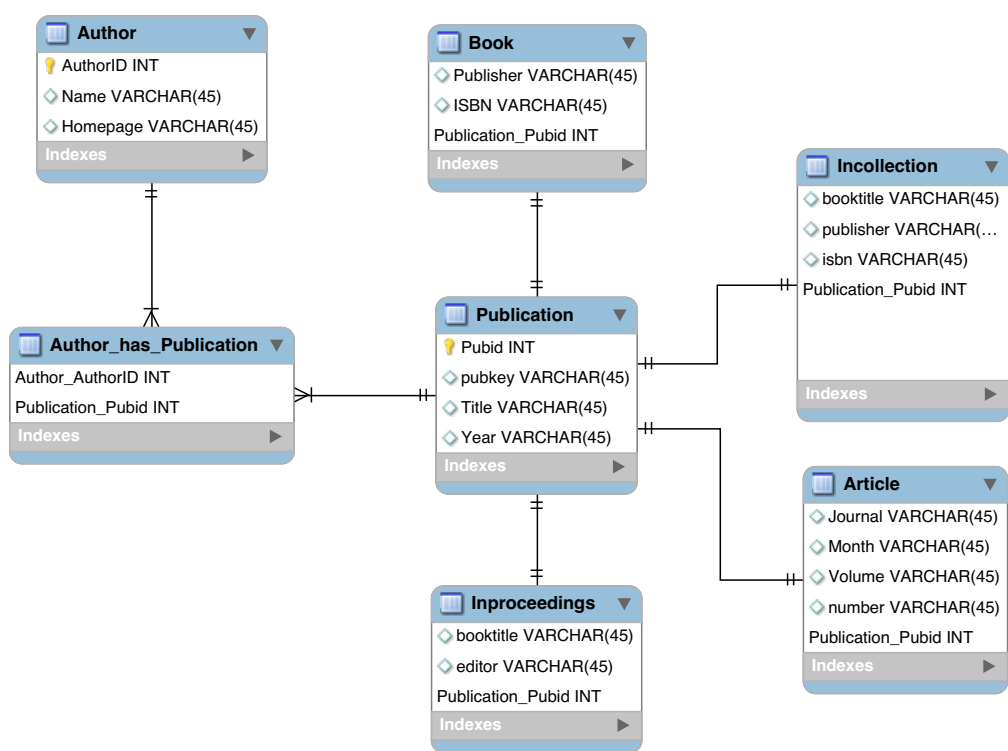 Author
AuthorID INT
Name VARCHAR(45)
Homepage VARCHAR(45)
Indexes
Book
Publisher VARCHAR(45)
ISBN VARCHAR(45)
Publication_Pubid INT
Indexes
Incollection
booktitle VARCHAR(45)
publisher VARCHAR(…
isbn VARCHAR(45)
Publication_Pubid INT
Indexes
Author_has_Publication
Author_AuthorID INT
Publication_Pubid INT
Indexes
Publication
Pubid INT
pubkey VARCHAR(45)
Title VARCHAR(45)
Year VARCHAR(45)
Indexes
Article
Journal VARCHAR(45)
Month VARCHAR(45)
Volume VARCHAR(45)
number VARCHAR(45)
Publication_Pubid INT
Indexes
Inproceedings
booktitle VARCHAR(45)
editor VARCHAR(45)
Publication_Pubid INT
Indexes